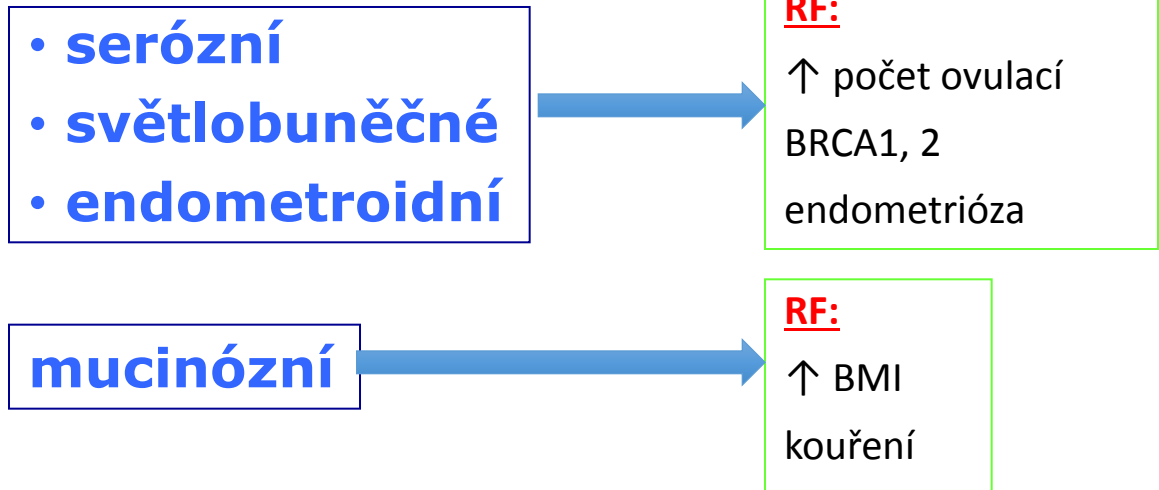 • serózní
• světlobuněčné
• endometroidní
RF:
↑ počet ovulací
BRCA1, 2
endometrióza
mucinózní
RF:
↑ BMI
kouření